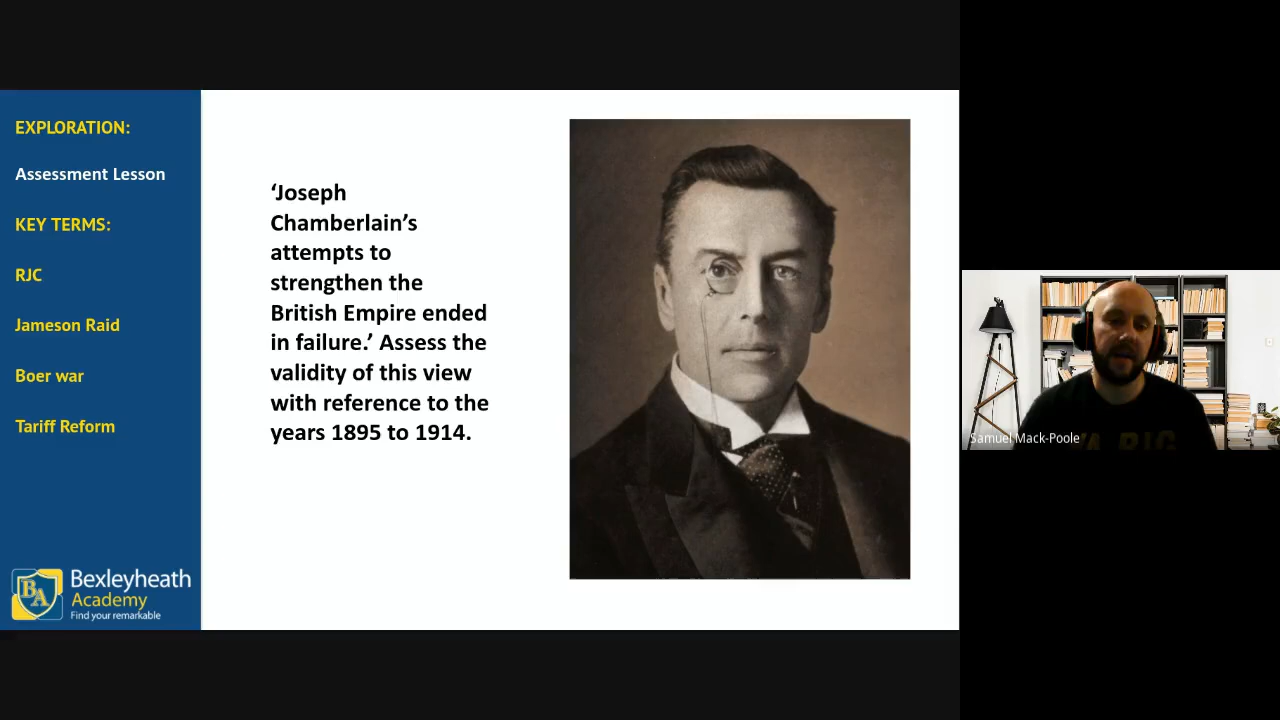 EXPLORATION:
Assessment Lesson
KEY TERMS:
RJC
Jameson Raid
Boer war
Tariff Reform
BA
Bexleyheath
Academy
Find your remarkable
‘Joseph
Chamberlain’s
attempts to
strengthen the
British Empire ended
in failure.’ Assess the
validity of this view
with reference to the
years 1895 to 1914.
Samuel Mack-Poole